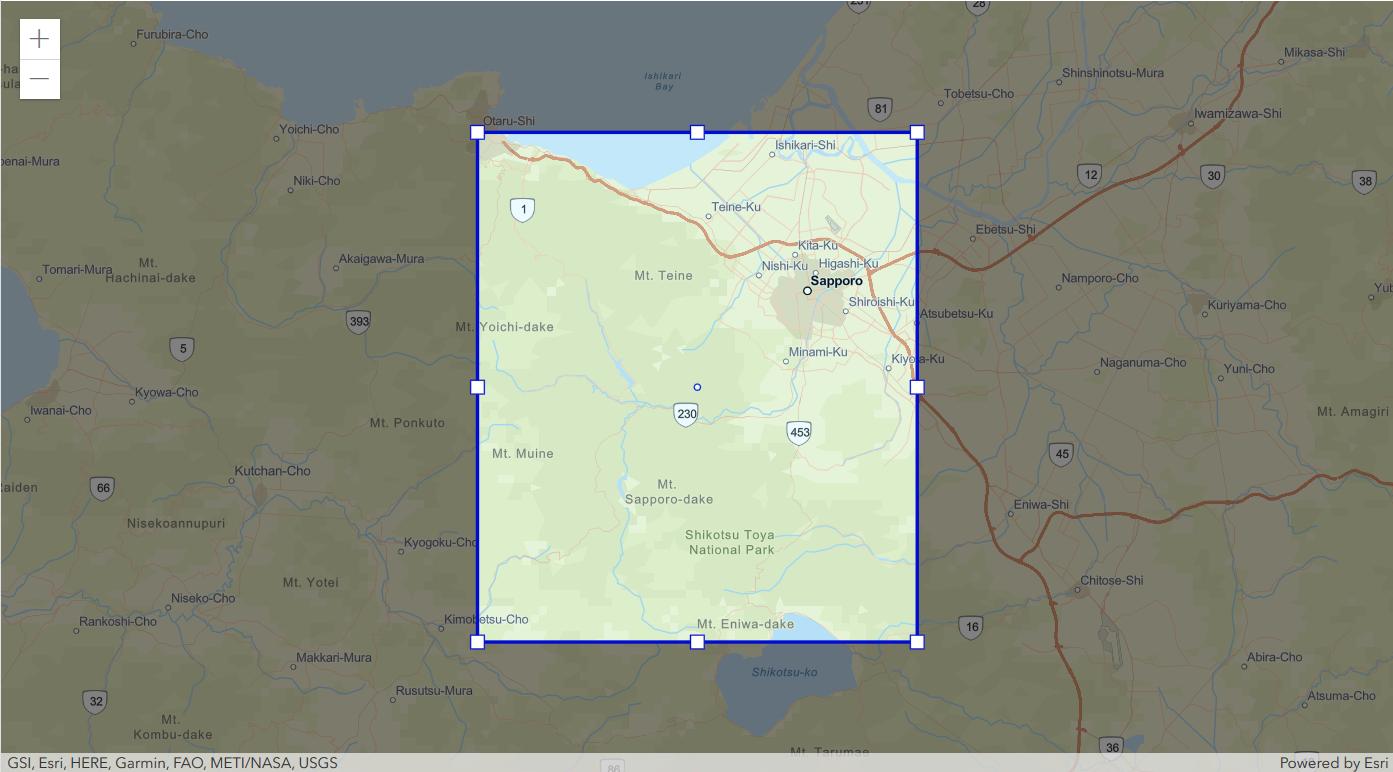 231
28
+
Furubira-Cho
−
Mikasa-Shi
Shinshinotsu-Mura
Ishikari
Bay
Tobetsu-Cho
81
Iwamizawa-Shi
Otaru-Shi
Yoichi-Cho
Ishikari-Shi
12
30
38
Niki-Cho
1
Teine-Ku
Ebetsu-Shi
Kita-Ku
Akaigawa-Mura
Nishi-Ku
Higashi-Ku
Tomari-Mura
Mt.
Hachinai-dake
Mt. Teine
Sapporo
Namporo-Cho
Shiroishi-Ku
Kuriyama-Cho
Atsubetsu-Ku
393
Mt. Yoichi-dake
5
Minami-Ku
Kiyota-Ku
Naganuma-Cho
Yuni-Cho
Kyowa-Cho
Iwanai-Cho
230
Mt. Amagiri
Mt. Ponkuto
453
Mt. Muine
45
Kutchan-Cho
66
Mt.
Sapporo-dake
Eniwa-Shi
Nisekoannupuri
Shikotsu Toya
National Park
Kyogoku-Cho
Mt. Yotei
Chitose-Shi
Niseko-Cho
Rankoshi-Cho
Kimobetsu-Cho
Mt. Eniwa-dake
16
Makkari-Mura
Abira-Cho
Shikotsu-ko
Rusutsu-Mura
Atsuma-Cho
32
Mt.
Kombu-dake
36
Mt. Tarumae
86
GSI, Esri, HERE, Garmin, FAO, METI/NASA, USGS
Powered by Esri